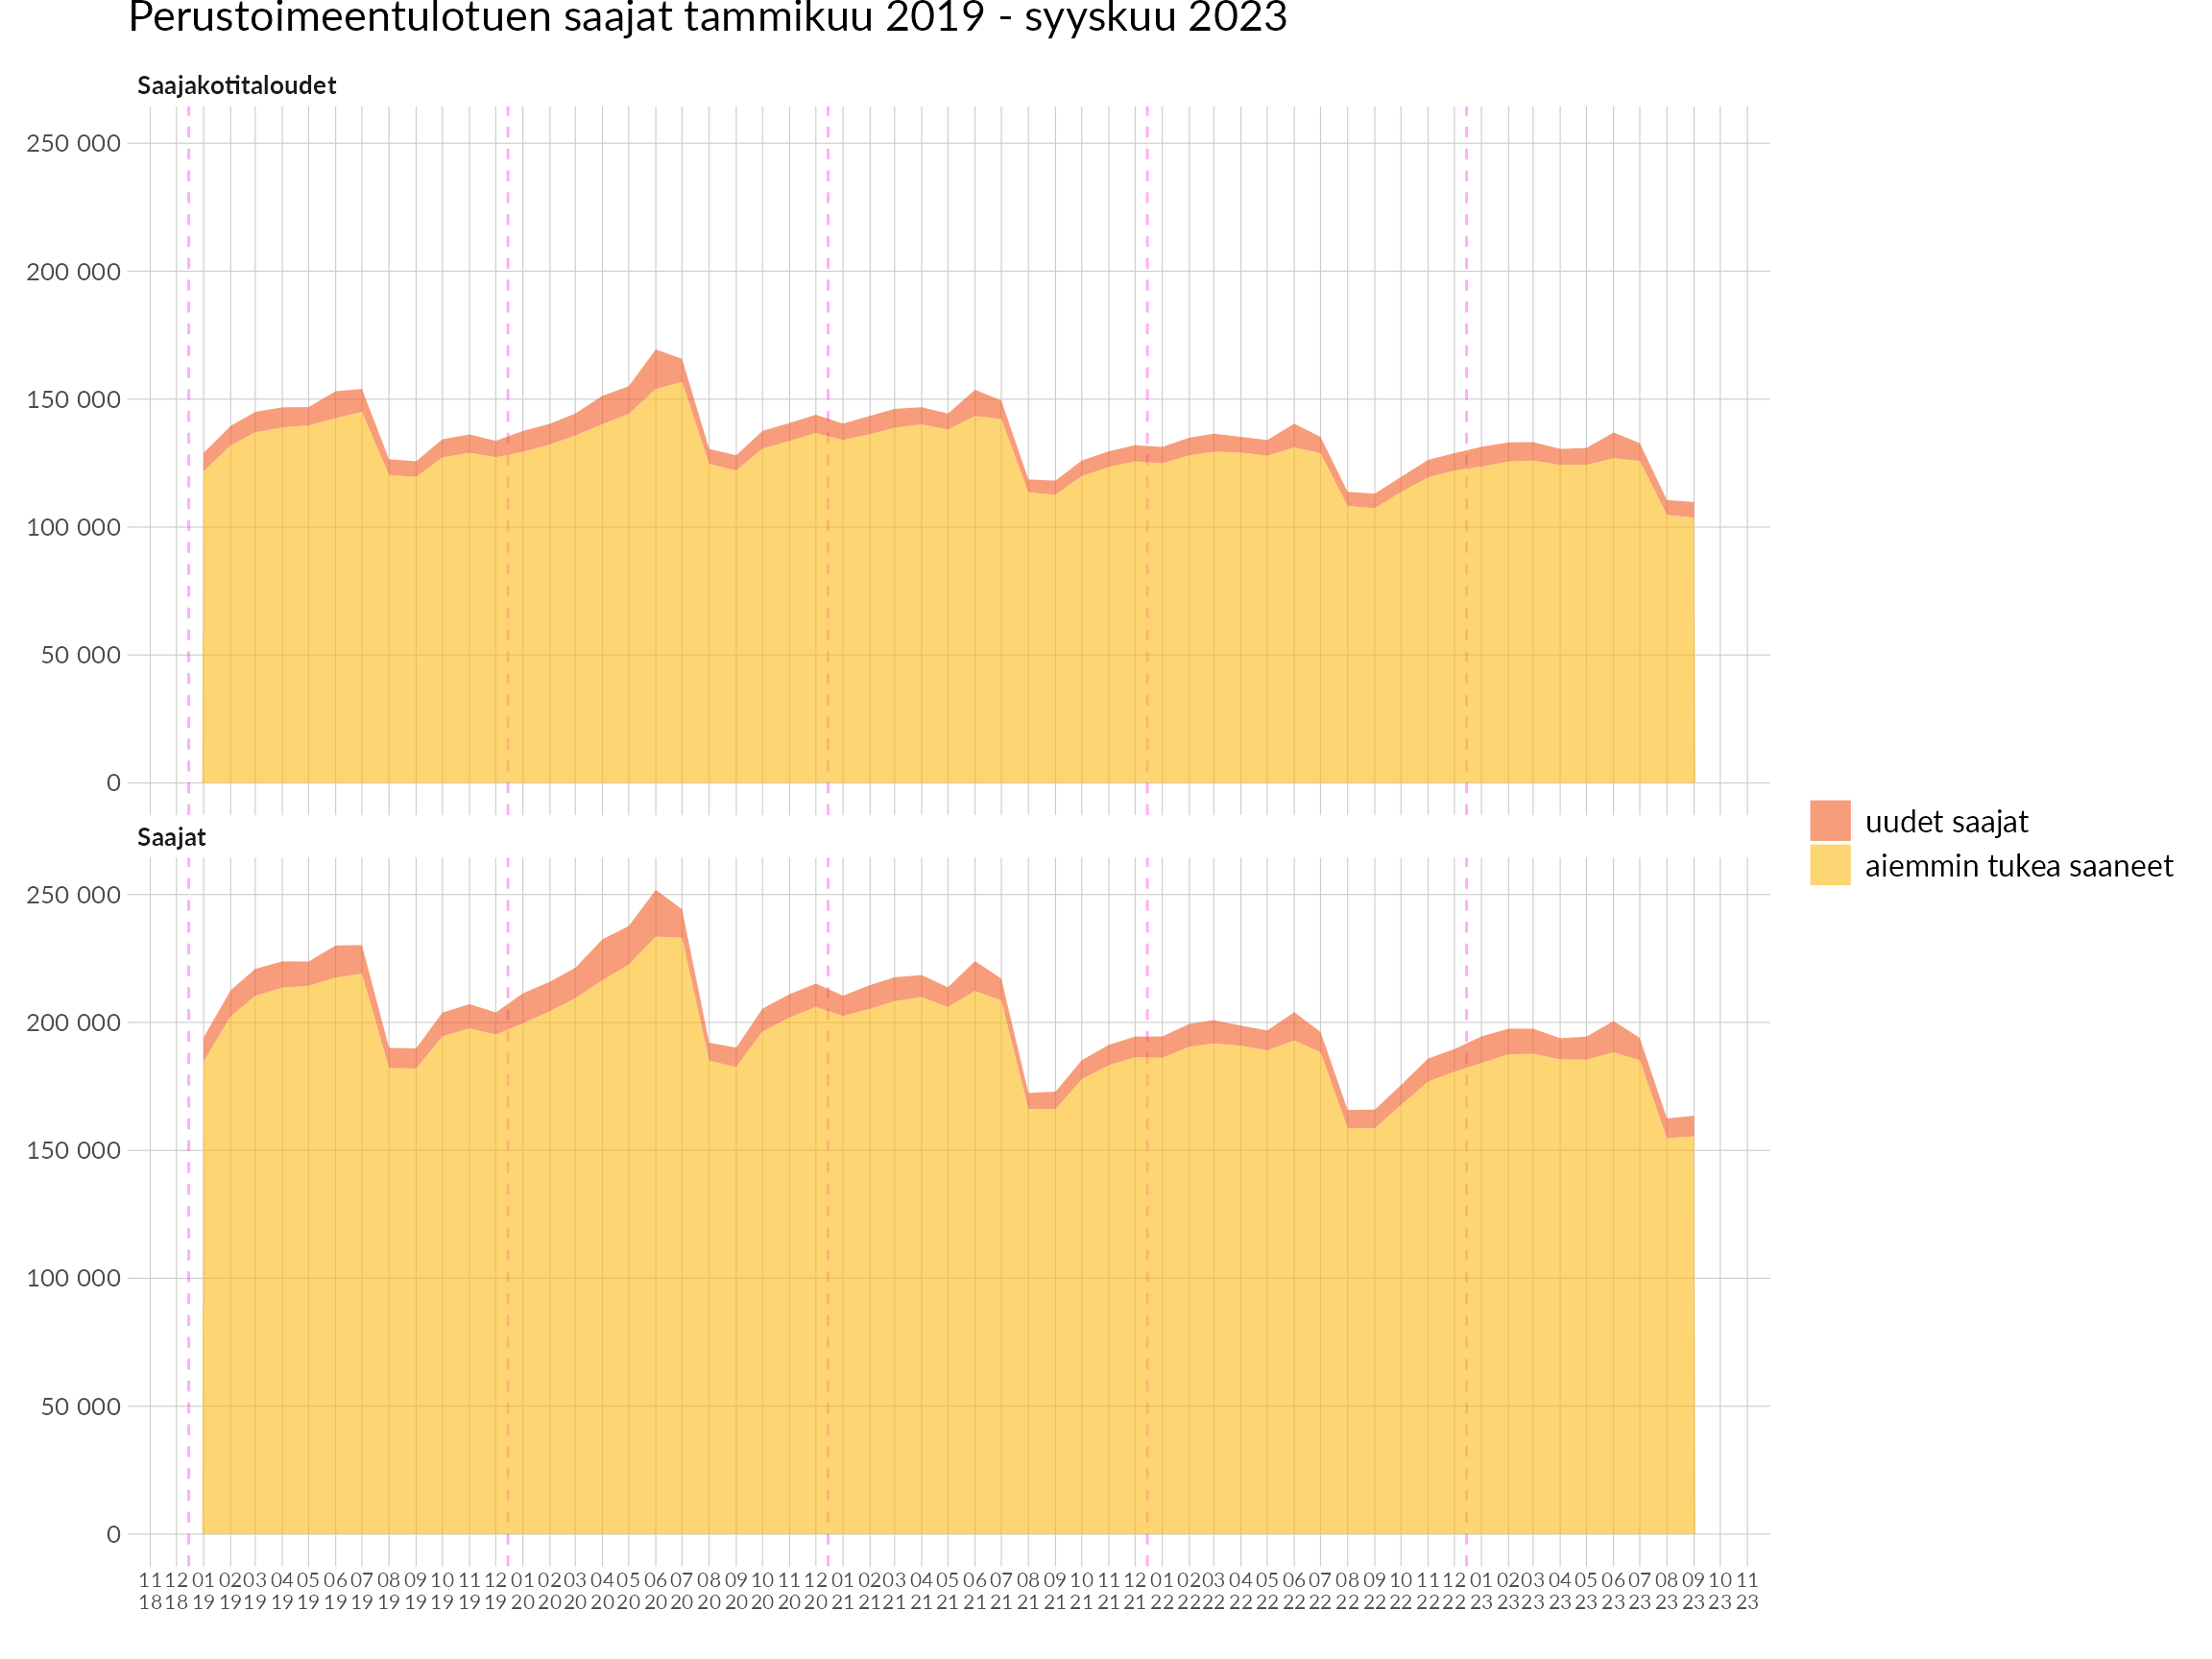 Perustoimeentulotuen saajat tammikuu 2019 - syyskuu 2023
Saajakotitaloudet
250 000
200 000
150 000
100 000
50 000
0
Saajat
250 000
200 000
150 000
100 000
50 000
0
11 12 01 02 03 04 05 06 07 08 09 10 11 12 01 02 03 04 05 06 07 08 09 10 11 12 01 02 03 04 05 06 07 08 09 10 11 12 01 02 03 04 05 06 07 08 09 10 11 12 01 02 03 04 05 06 07 08 09 10 11
18 18 19 19 19 19 19 19 19 19 19 19 19 19 20 20 20 20 20 20 20 20 20 20 20 20 21 21 21 21 21 21 21 21 21 21 21 21 22 22 22 22 22 22 22 22 22 22 22 22 23 23 23 23 23 23 23 23 23 23 23
uudet saajat
aiemmin tukea saaneet